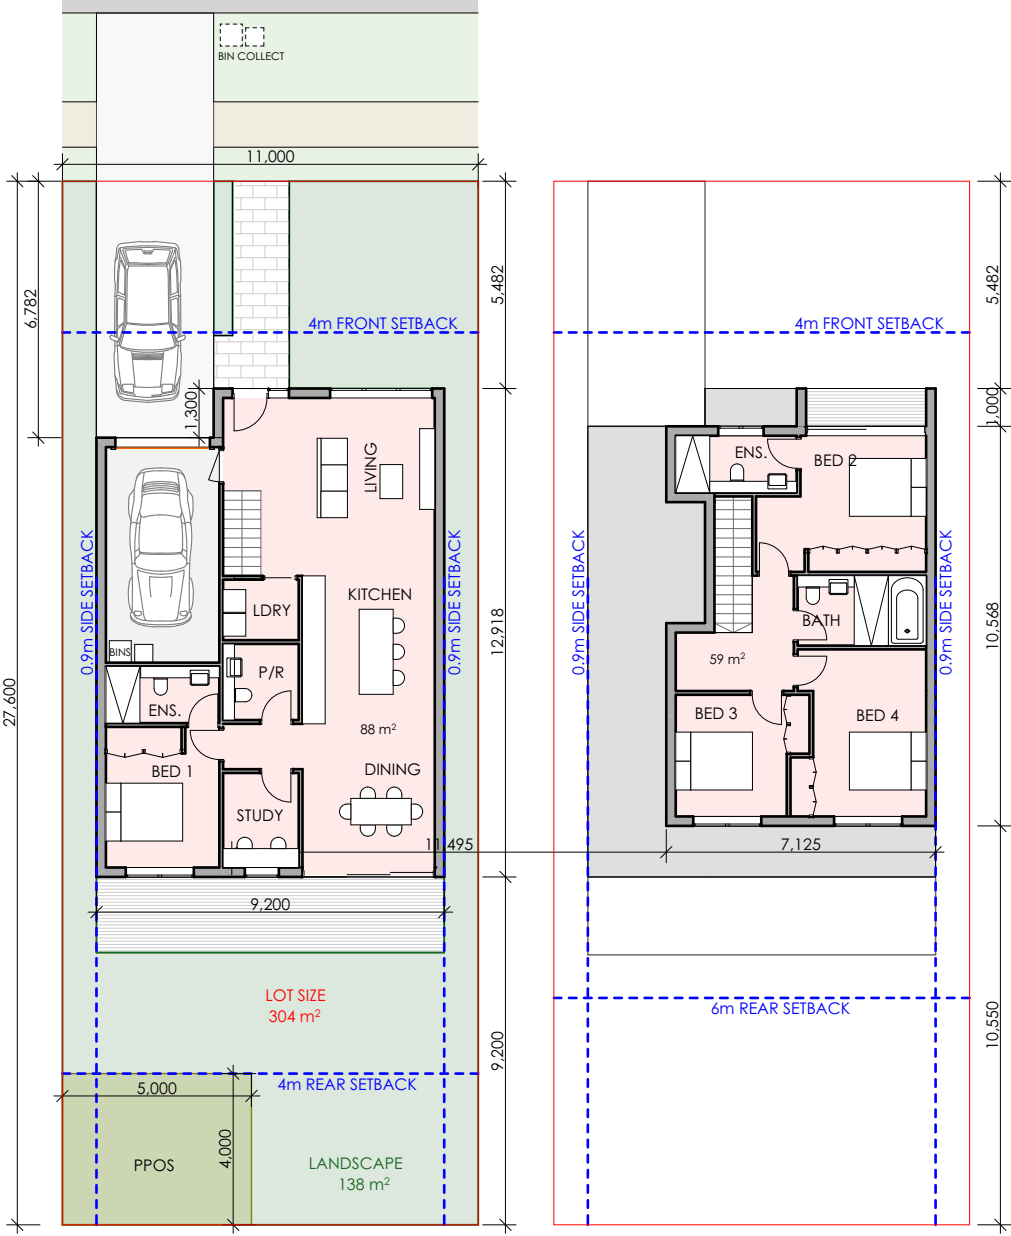 BIN COLLECT
11,000
6,782
5,482
4m FRONT SETBACK
1,300
LIVING
0.9m SIDE SETBACK
KITCHEN
LDRY
12,918
0.9m SIDE SETBACK
BINS
P/R
ENS.
88 m²
27,600
BED 1
DINING
STUDY
11,495
9,200
LOT SIZE
304 m²
9,200
4m REAR SETBACK
5,000
4,000
PPOS
LANDSCAPE
138 m²
5,482
4m FRONT SETBACK
1,000
ENS.
BED 2
0.9m SIDE SETBACK
BATH
10,568
0.9m SIDE SETBACK
59 m²
BED 3
BED 4
7,125
6m REAR SETBACK
10,550